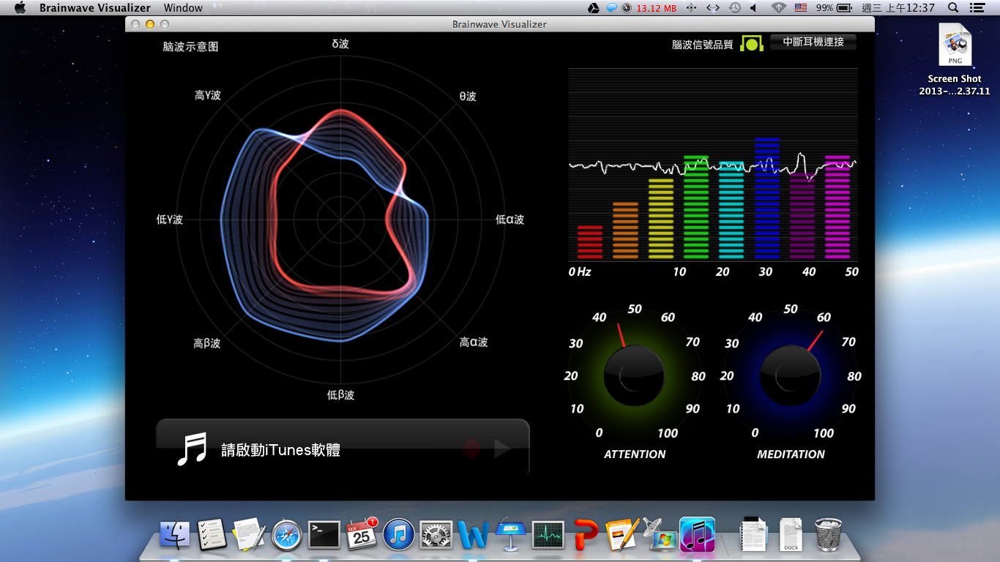 Brainwave Visualizer Window
13.12 MB 99% 週三 上午12:37
Brainwave Visualizer
脑波示意图
腦波信號品質 中斷耳機連接
δ波
θ波
低α波
高α波
低β波
高β波
低γ波
高γ波
0 Hz 10 20 30 40 50
0 10 20 30 40 50 60 70 80 90 100
ATTENTION
0 10 20 30 40 50 60 70 80 90 100
MEDITATION
請啟動iTunes軟體
PNG
Screen Shot
2013-...2.37.11
12月
25
1
PAGES
DOCX